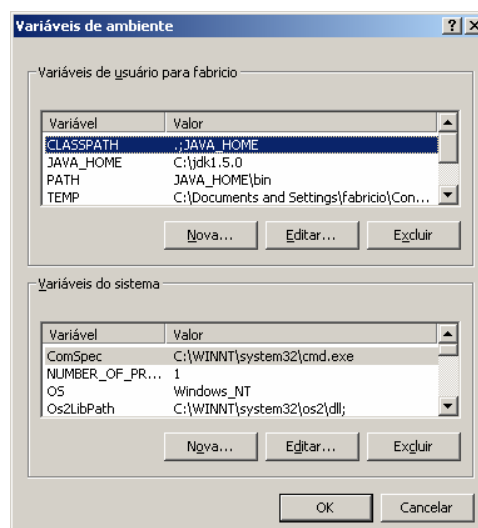 Variáveis de ambiente
Variáveis de usuário para fabricio
Variável Valor
CLASSPATH .;JAVA_HOME
JAVA_HOME C:\jdk1.5.0
PATH JAVA_HOME\bin
TEMP C:\Documents and Settings\fabricio\Con...
Nova... Editar... Excluir
Variáveis do sistema
Variável Valor
ComSpec C:\WINNT\system32\cmd.exe
NUMBER_OF_PR... 1
OS Windows_NT
Os2LibPath C:\WINNT\system32\os2\dll;
Nova... Editar... Excluir
OK Cancelar